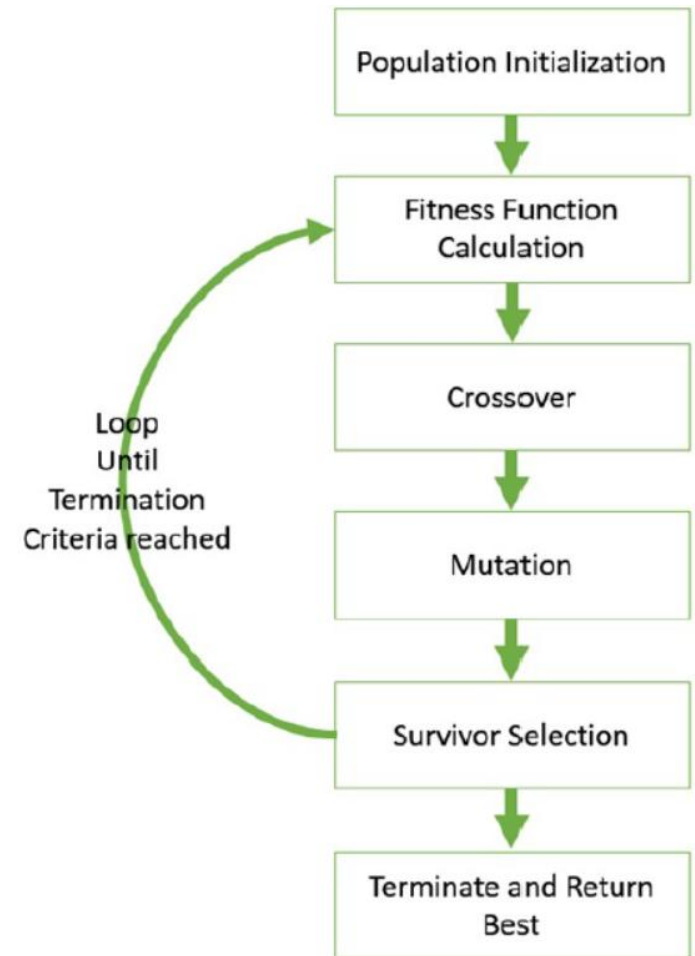 Population Initialization
Fitness Function
Calculation
Crossover
Loop
Until
Termination
Criteria reached
Mutation
Survivor Selection
Terminate and Return
Best